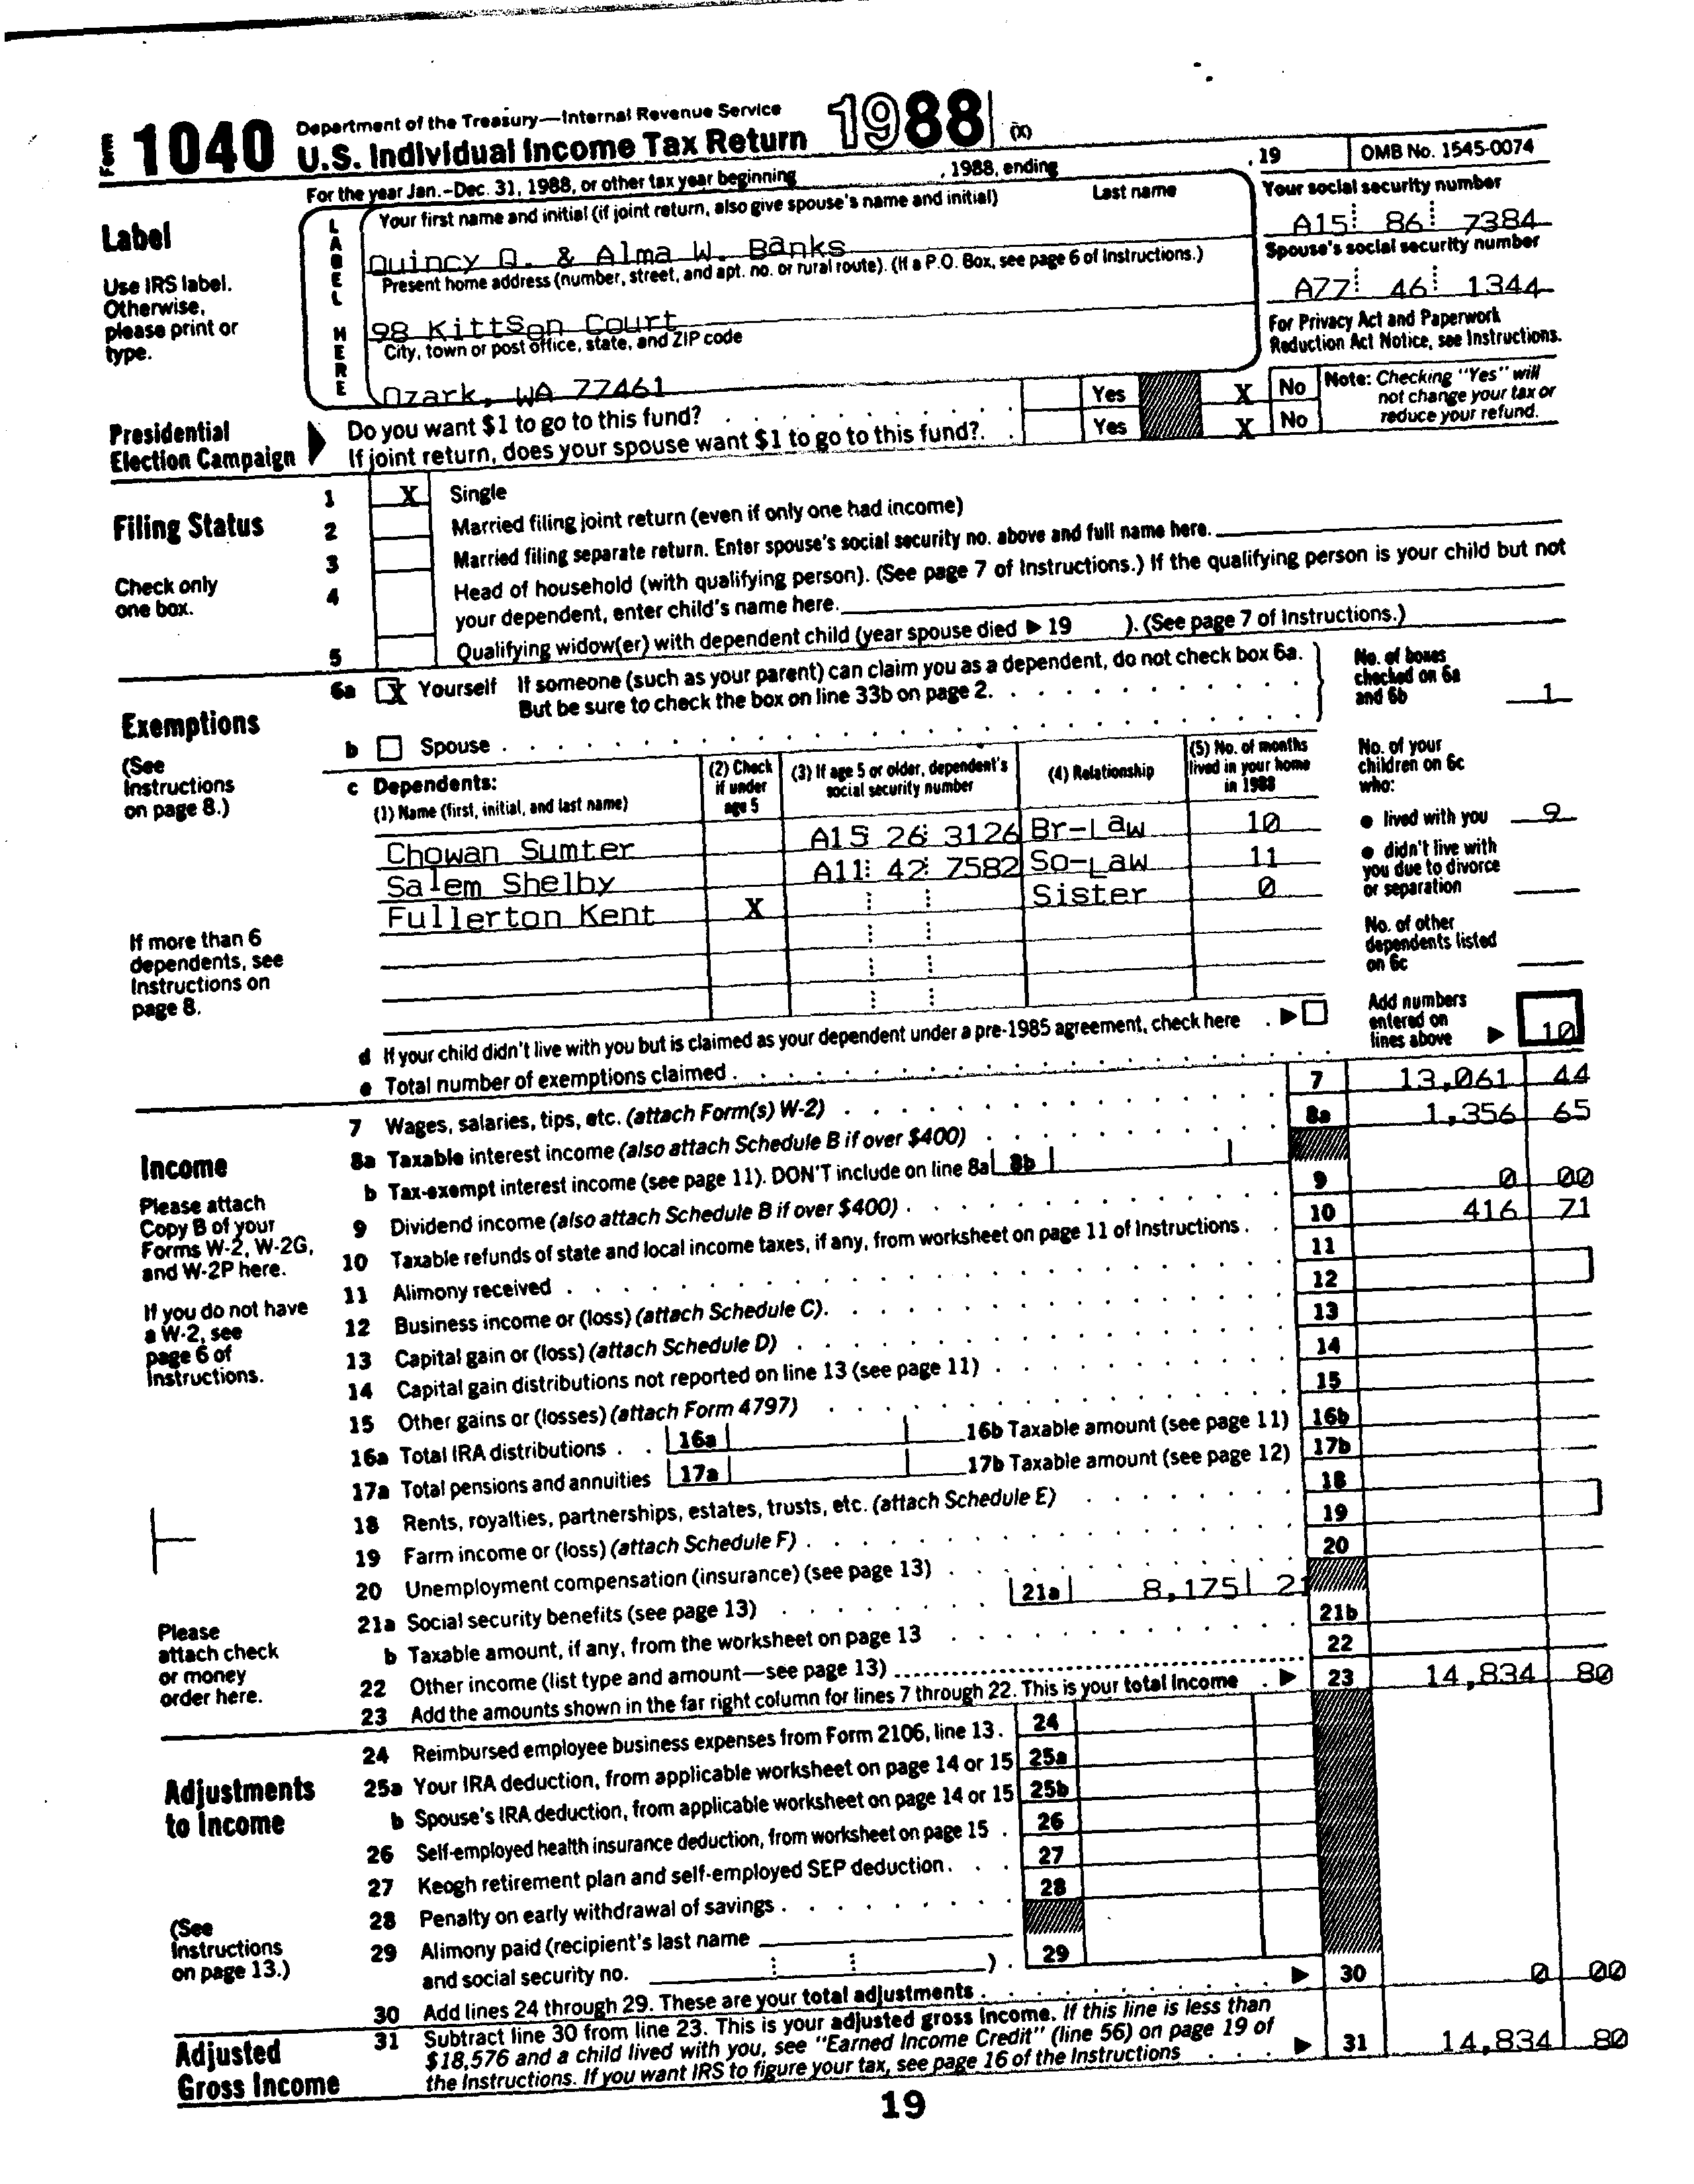 Form 1040 Department of the Treasury—Internal Revenue Service
U.S. Individual Income Tax Return 1988 (X)
For the year Jan.–Dec. 31, 1988, or other tax year beginning , 1988, ending , 19 OMB No. 1545-0074
Label
Use IRS label. Otherwise, please print or type.
LABEL HERE
Your first name and initial (if joint return, also give spouse's name and initial) Last name
Quincy Q. & Alma W. Banks
Your social security number
A15 86 7384
Present home address (number, street, and apt. no. or rural route). (If a P.O. Box, see page 6 of Instructions.)
98 Kittson Court
Spouse's social security number
A77 46 1344
City, town or post office, state, and ZIP code
Ozark, WA 77461
For Privacy Act and Paperwork Reduction Act Notice, see Instructions.
Presidential Election Campaign
Do you want $1 to go to this fund? Yes X No
If joint return, does your spouse want $1 to go to this fund? Yes X No
Note: Checking "Yes" will not change your tax or reduce your refund.
Filing Status
Check only one box.
1 X Single
2 Married filing joint return (even if only one had income)
3 Married filing separate return. Enter spouse's social security no. above and full name here.
4 Head of household (with qualifying person). (See page 7 of Instructions.) If the qualifying person is your child but not
your dependent, enter child's name here.
5 Qualifying widow(er) with dependent child (year spouse died ▶ 19 ). (See page 7 of Instructions.)
Exemptions
(See Instructions on page 8.)
6a X Yourself If someone (such as your parent) can claim you as a dependent, do not check box 6a.
But be sure to check the box on line 33b on page 2.
b Spouse
No. of boxes checked on 6a and 6b 1
c Dependents:
(1) Name (first, initial, and last name)
(2) Check if under age 5
(3) If age 5 or older, dependent's social security number
(4) Relationship
(5) No. of months lived in your home in 1988
Chowan Sumter A15 26 3126 Br-Law 10
Salem Shelby A11 42 7582 So-Law 11
Fullerton Kent X Sister 0
No. of your children on 6c who:
● lived with you 9
● didn't live with you due to divorce or separation
No. of other dependents listed on 6c
If more than 6 dependents, see Instructions on page 8.
d If your child didn't live with you but is claimed as your dependent under a pre-1985 agreement, check here ▶
e Total number of exemptions claimed
Add numbers entered on lines above ▶ 10
Income
Please attach Copy B of your Forms W-2, W-2G, and W-2P here.
If you do not have a W-2, see page 6 of Instructions.
7 Wages, salaries, tips, etc. (attach Form(s) W-2) 7 13,061 44
8a Taxable interest income (also attach Schedule B if over $400) 8a 1,356 65
b Tax-exempt interest income (see page 11). DON'T include on line 8a 8b
9 Dividend income (also attach Schedule B if over $400) 9 0 00
10 Taxable refunds of state and local income taxes, if any, from worksheet on page 11 of Instructions 10 416 71
11 Alimony received 11
12 Business income or (loss) (attach Schedule C) 12
13 Capital gain or (loss) (attach Schedule D) 13
14 Capital gain distributions not reported on line 13 (see page 11) 14
15 Other gains or (losses) (attach Form 4797) 15
16a Total IRA distributions 16a 16b Taxable amount (see page 11) 16b
17a Total pensions and annuities 17a 17b Taxable amount (see page 12) 17b
18 Rents, royalties, partnerships, estates, trusts, etc. (attach Schedule E) 18
19 Farm income or (loss) (attach Schedule F) 19
20 Unemployment compensation (insurance) (see page 13) 20
21a Social security benefits (see page 13) 21a 8,175 21
b Taxable amount, if any, from the worksheet on page 13 21b
22 Other income (list type and amount—see page 13) 22
23 Add the amounts shown in the far right column for lines 7 through 22. This is your total income ▶ 23 14,834 80
Please attach check or money order here.
Adjustments to Income
(See Instructions on page 13.)
24 Reimbursed employee business expenses from Form 2106, line 13. 24
25a Your IRA deduction, from applicable worksheet on page 14 or 15 25a
b Spouse's IRA deduction, from applicable worksheet on page 14 or 15 25b
26 Self-employed health insurance deduction, from worksheet on page 15 26
27 Keogh retirement plan and self-employed SEP deduction 27
28 Penalty on early withdrawal of savings 28
29 Alimony paid (recipient's last name
and social security no. ) 29
30 Add lines 24 through 29. These are your total adjustments ▶ 30 0 00
Adjusted Gross Income
31 Subtract line 30 from line 23. This is your adjusted gross income. If this line is less than
$18,576 and a child lived with you, see "Earned Income Credit" (line 56) on page 19 of
the Instructions. If you want IRS to figure your tax, see page 16 of the Instructions ▶ 31 14,834 80
19